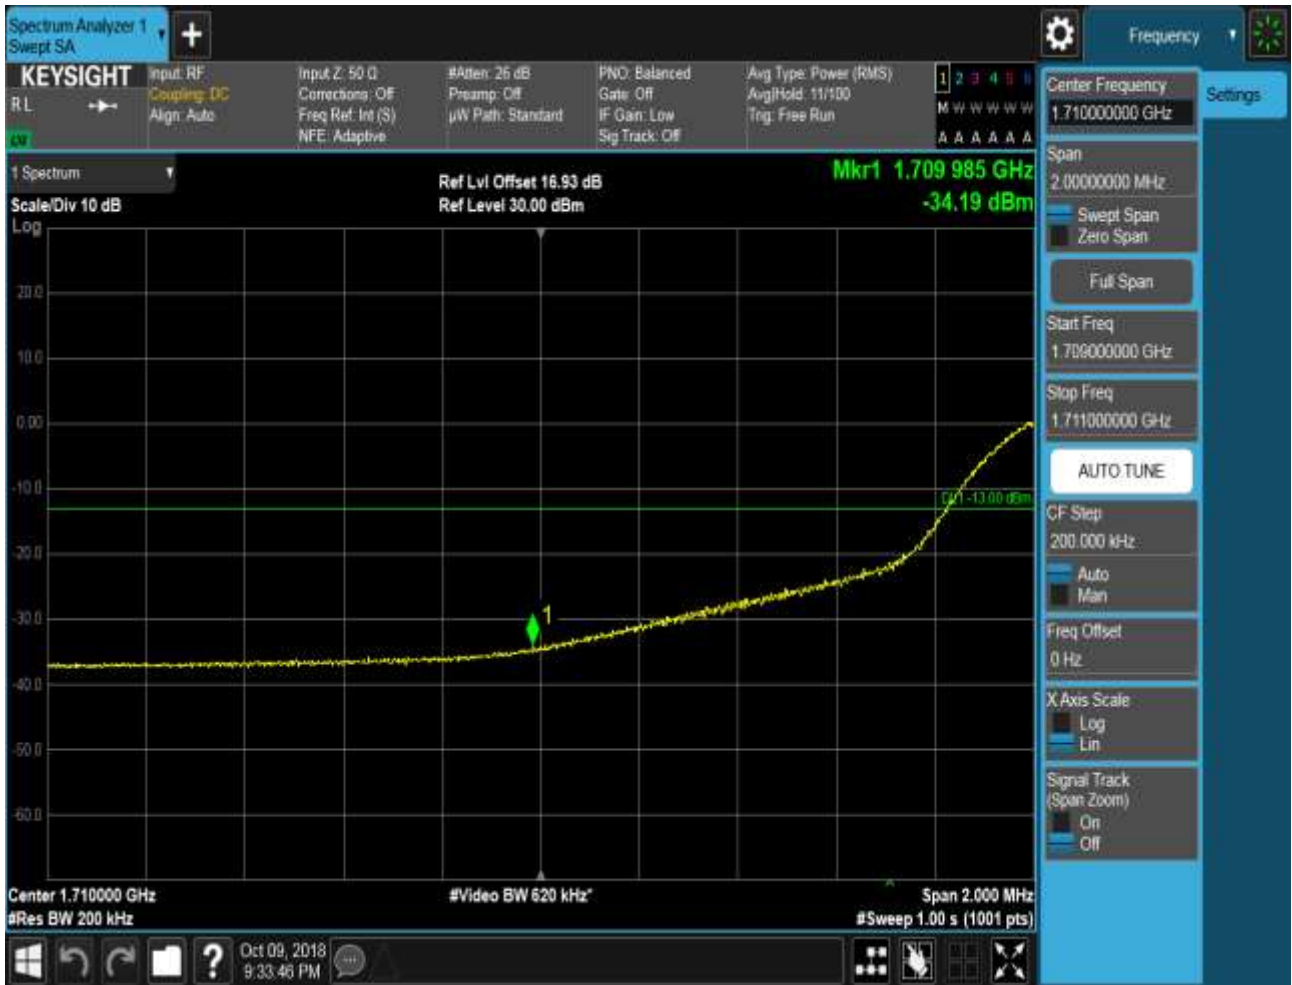 Spectrum Analyzer 1
Swept SA
+
Frequency
KEYSIGHT
R L
LXI
Input: RF
Coupling: DC
Align: Auto
Input Z: 50 Ω
Corrections: Off
Freq Ref: Int (S)
NFE: Adaptive
#Atten: 26 dB
Preamp: Off
µW Path: Standard
PNO: Balanced
Gate: Off
IF Gain: Low
Sig Track: Off
Avg Type: Power (RMS)
Avg|Hold: 11/100
Trig: Free Run
1 2 3 4 5 6
M W W W W W
A A A A A A
1 Spectrum
Scale/Div 10 dB
Log
Ref Lvl Offset 16.93 dB
Ref Level 30.00 dBm
Mkr1 1.709 985 GHz
-34.19 dBm
20.0
10.0
0.00
-10.0
-20.0
-30.0
-40.0
-50.0
-60.0
DL1 -13.00 dBm
1
Center 1.710000 GHz
#Res BW 200 kHz
#Video BW 620 kHz*
Span 2.000 MHz
#Sweep 1.00 s (1001 pts)
Center Frequency
1.710000000 GHz
Settings
Span
2.00000000 MHz
Swept Span
Zero Span
Full Span
Start Freq
1.709000000 GHz
Stop Freq
1.711000000 GHz
AUTO TUNE
CF Step
200.000 kHz
Auto
Man
Freq Offset
0 Hz
X Axis Scale
Log
Lin
Signal Track
(Span Zoom)
On
Off
?
Oct 09, 2018
9:33:46 PM